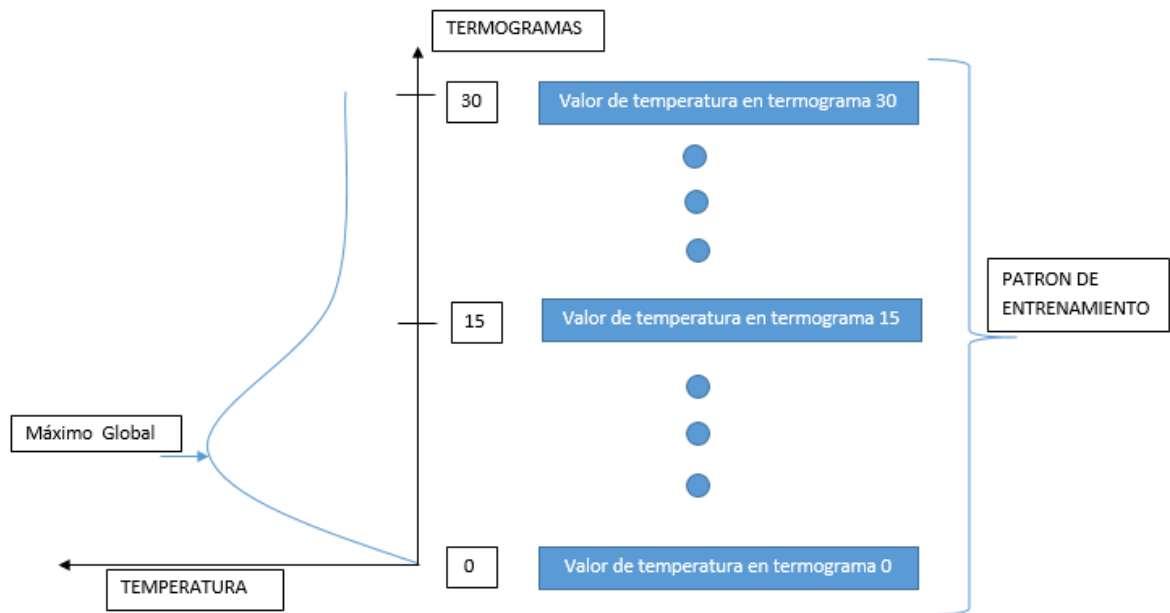 TERMOGRAMAS
30
Valor de temperatura en termograma 30
15
Valor de temperatura en termograma 15
PATRON DE
ENTRENAMIENTO
Máximo Global
0
Valor de temperatura en termograma 0
TEMPERATURA